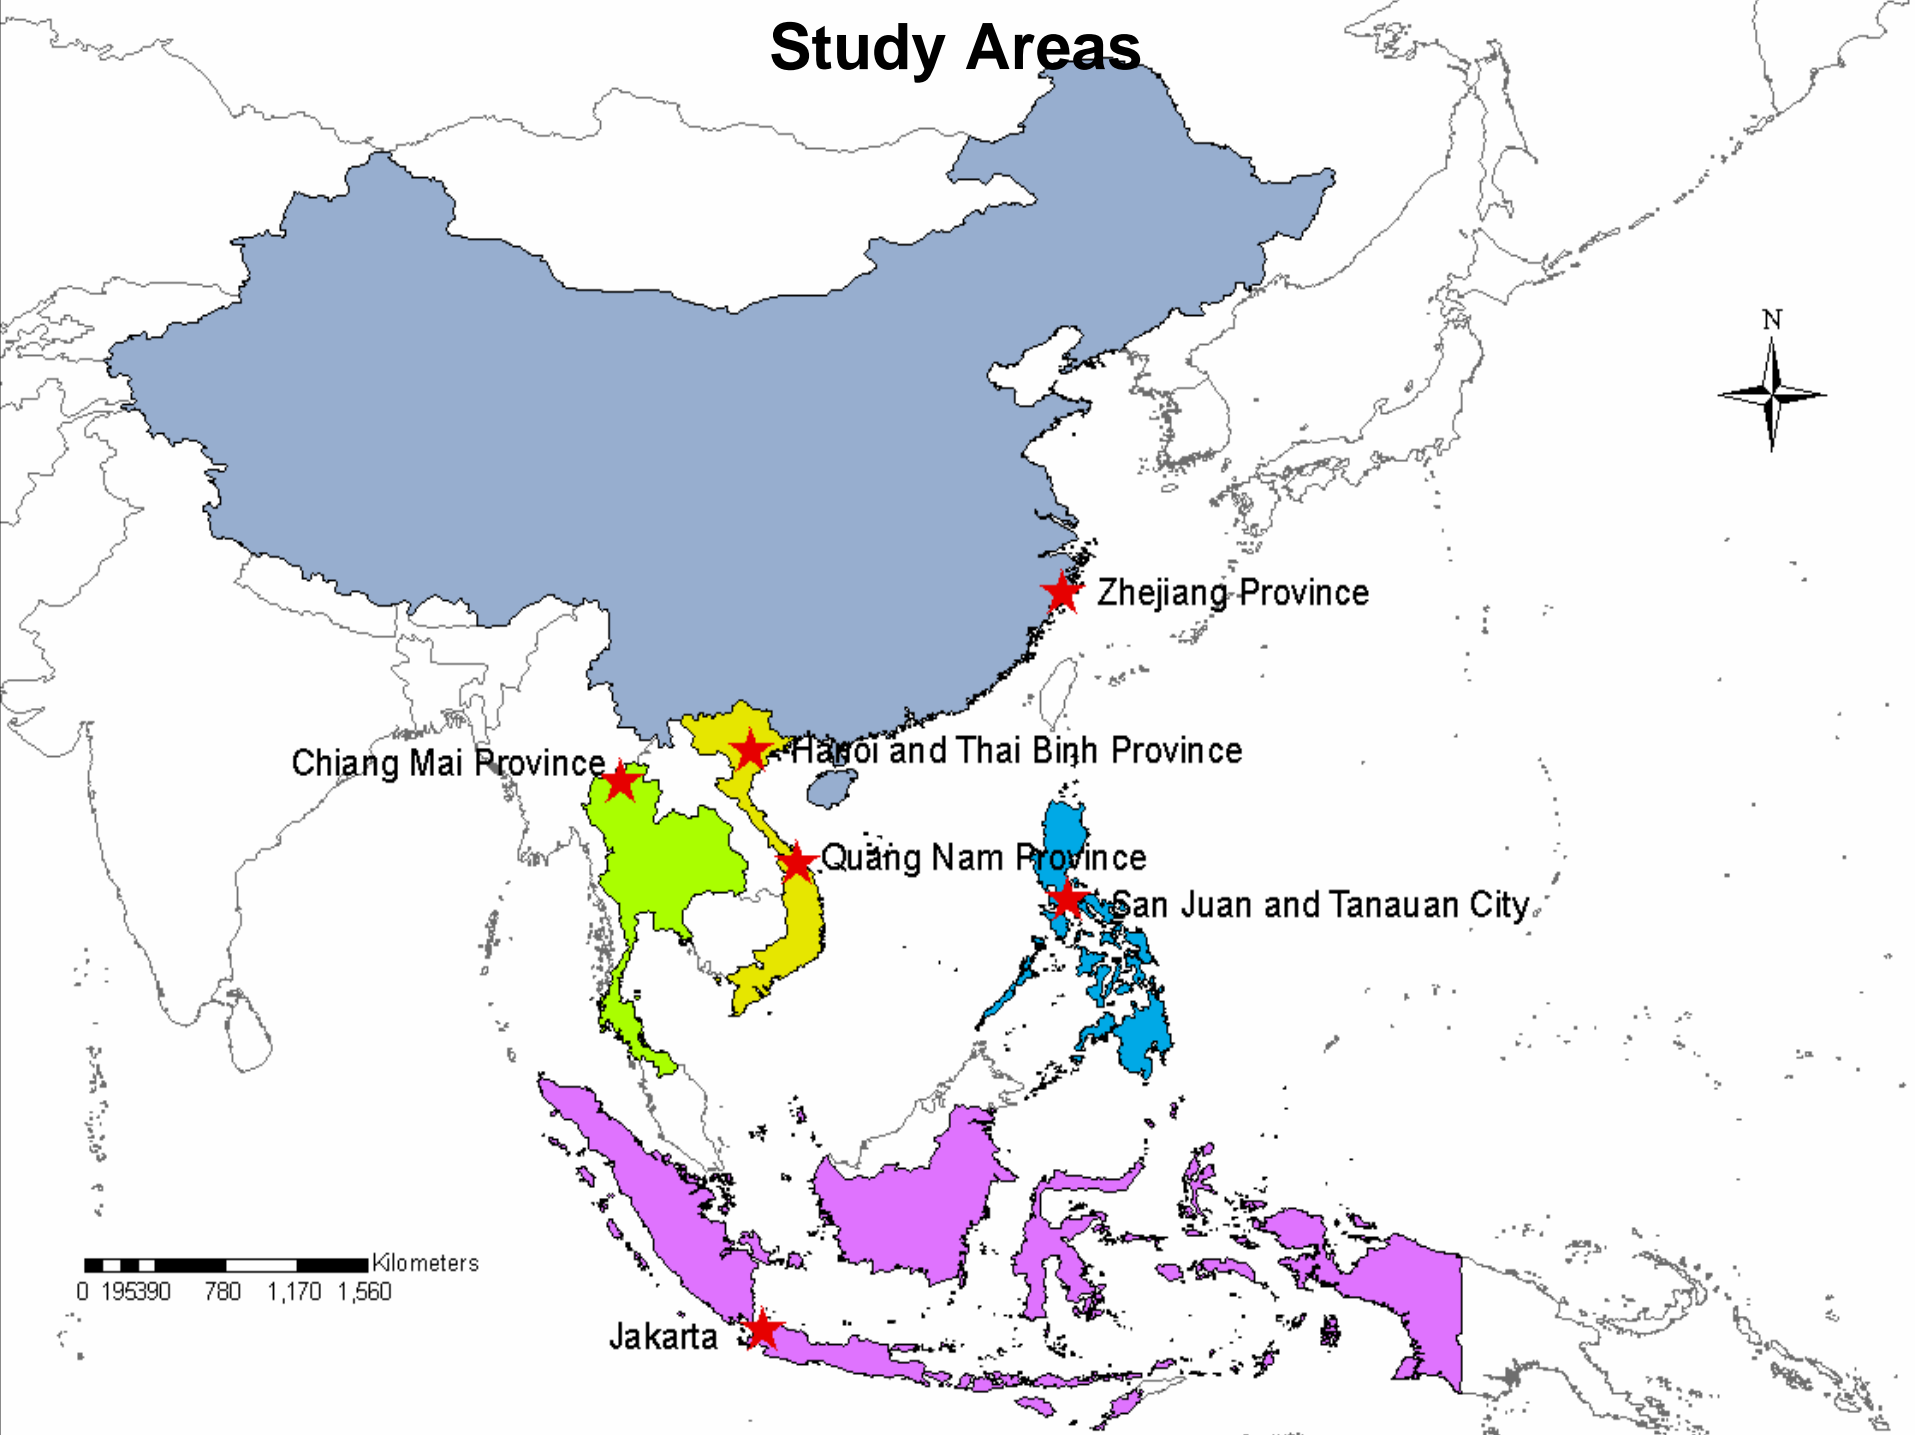 Study Areas
N
Zhejiang Province
Hanoi and Thai Binh Province
Chiang Mai Province
Quang Nam Province
San Juan and Tanauan City
Kilometers
0 195390 780 1,170 1,560
Jakarta